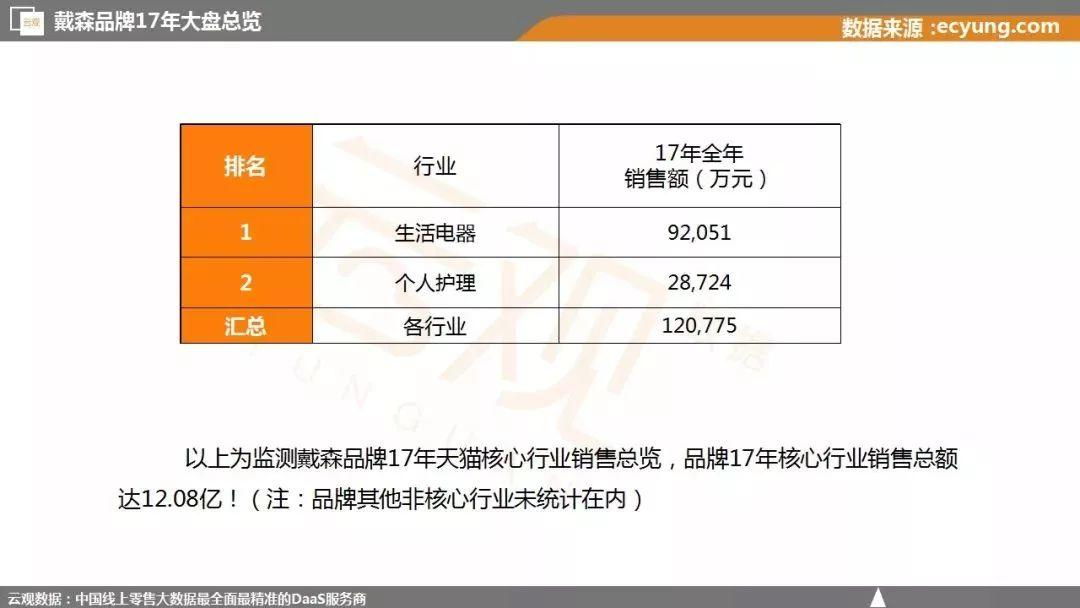 云观
戴森品牌17年大盘总览
数据来源：ecyung.com
排名
行业
17年全年
销售额（万元）
1
生活电器
92,051
2
个人护理
28,724
汇总
各行业
120,775
以上为监测戴森品牌17年天猫核心行业销售总览，品牌17年核心行业销售总额
达12.08亿！（注：品牌其他非核心行业未统计在内）
云观数据：中国线上零售大数据最全面最精准的DaaS服务商